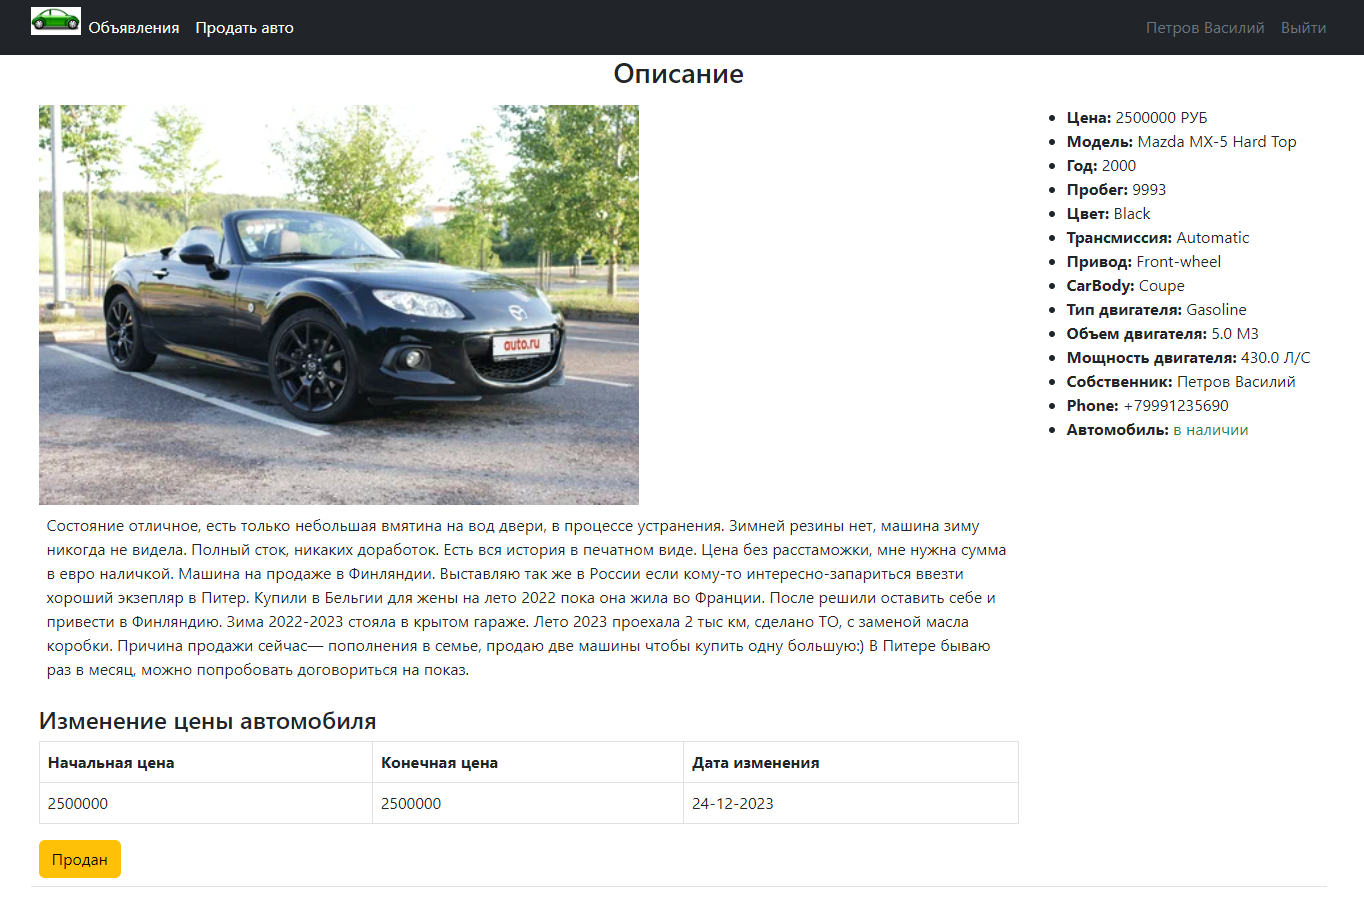 Объявления Продать авто Петров Василий Выйти
Описание
auto.ru
Цена: 2500000 РУБ
Модель: Mazda MX-5 Hard Top
Год: 2000
Пробег: 9993
Цвет: Black
Трансмиссия: Automatic
Привод: Front-wheel
CarBody: Coupe
Тип двигателя: Gasoline
Объем двигателя: 5.0 М3
Мощность двигателя: 430.0 Л/С
Собственник: Петров Василий
Phone: +79991235690
Автомобиль: в наличии
Состояние отличное, есть только небольшая вмятина на вод двери, в процессе устранения. Зимней резины нет, машина зиму
никогда не видела. Полный сток, никаких доработок. Есть вся история в печатном виде. Цена без расстаможки, мне нужна сумма
в евро наличкой. Машина на продаже в Финляндии. Выставляю так же в России если кому-то интересно-запариться ввезти
хороший экзепляр в Питер. Купили в Бельгии для жены на лето 2022 пока она жила во Франции. После решили оставить себе и
привести в Финляндию. Зима 2022-2023 стояла в крытом гараже. Лето 2023 проехала 2 тыс км, сделано ТО, с заменой масла
коробки. Причина продажи сейчас— пополнения в семье, продаю две машины чтобы купить одну большую:) В Питере бываю
раз в месяц, можно попробовать договориться на показ.
Изменение цены автомобиля
Начальная цена Конечная цена Дата изменения
2500000 2500000 24-12-2023
Продан